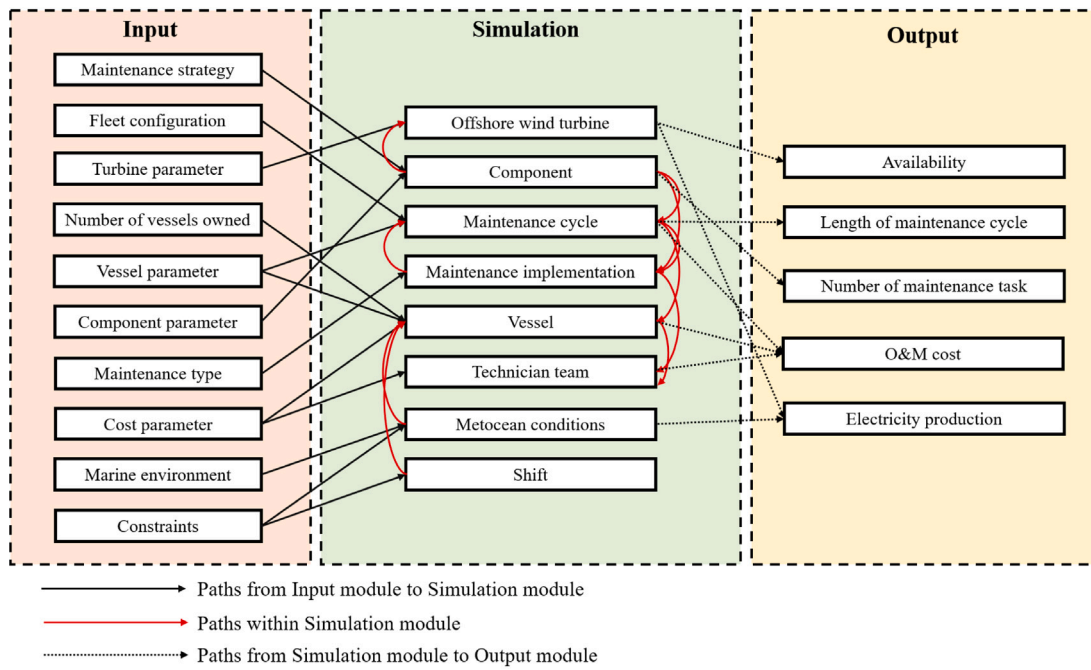 Input
Maintenance strategy
Fleet configuration
Turbine parameter
Number of vessels owned
Vessel parameter
Component parameter
Maintenance type
Cost parameter
Marine environment
Constraints
Simulation
Offshore wind turbine
Component
Maintenance cycle
Maintenance implementation
Vessel
Technician team
Metocean conditions
Shift
Output
Availability
Length of maintenance cycle
Number of maintenance task
O&M cost
Electricity production
Paths from Input module to Simulation module
Paths within Simulation module
Paths from Simulation module to Output module